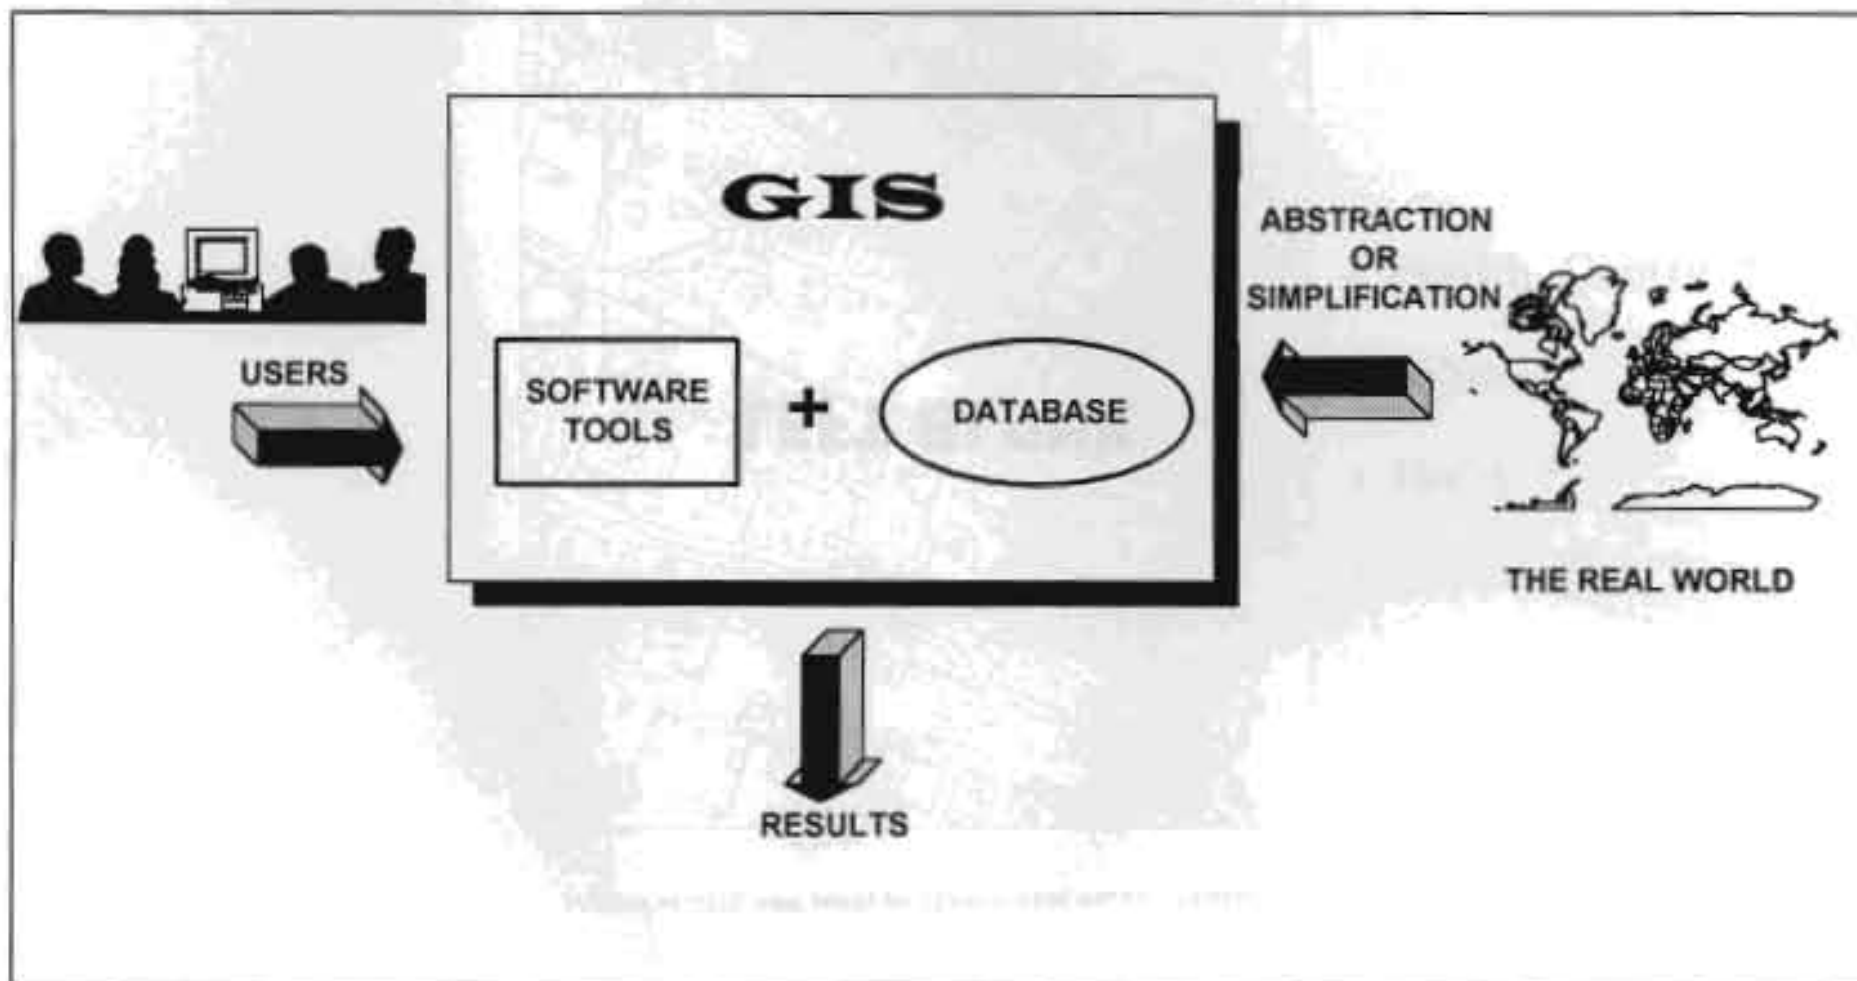 GIS
ABSTRACTION
OR
SIMPLIFICATION
USERS
SOFTWARE
TOOLS
+
DATABASE
THE REAL WORLD
RESULTS